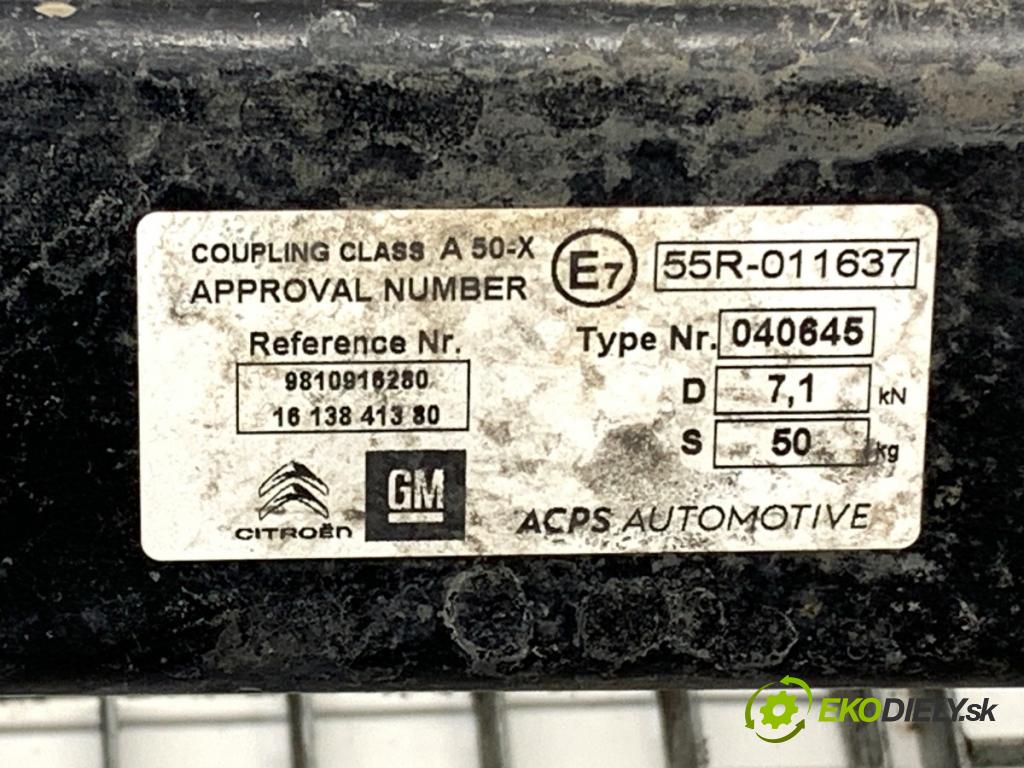 COUPLING CLASS A 50-X E7 55R-011637
APPROVAL NUMBER
Reference Nr. Type Nr. 040645
9810916280 D 7,1 kN
16 138 413 80 S 50 kg
CITROËN GM ACPS AUTOMOTIVE
EKODIELY.sk